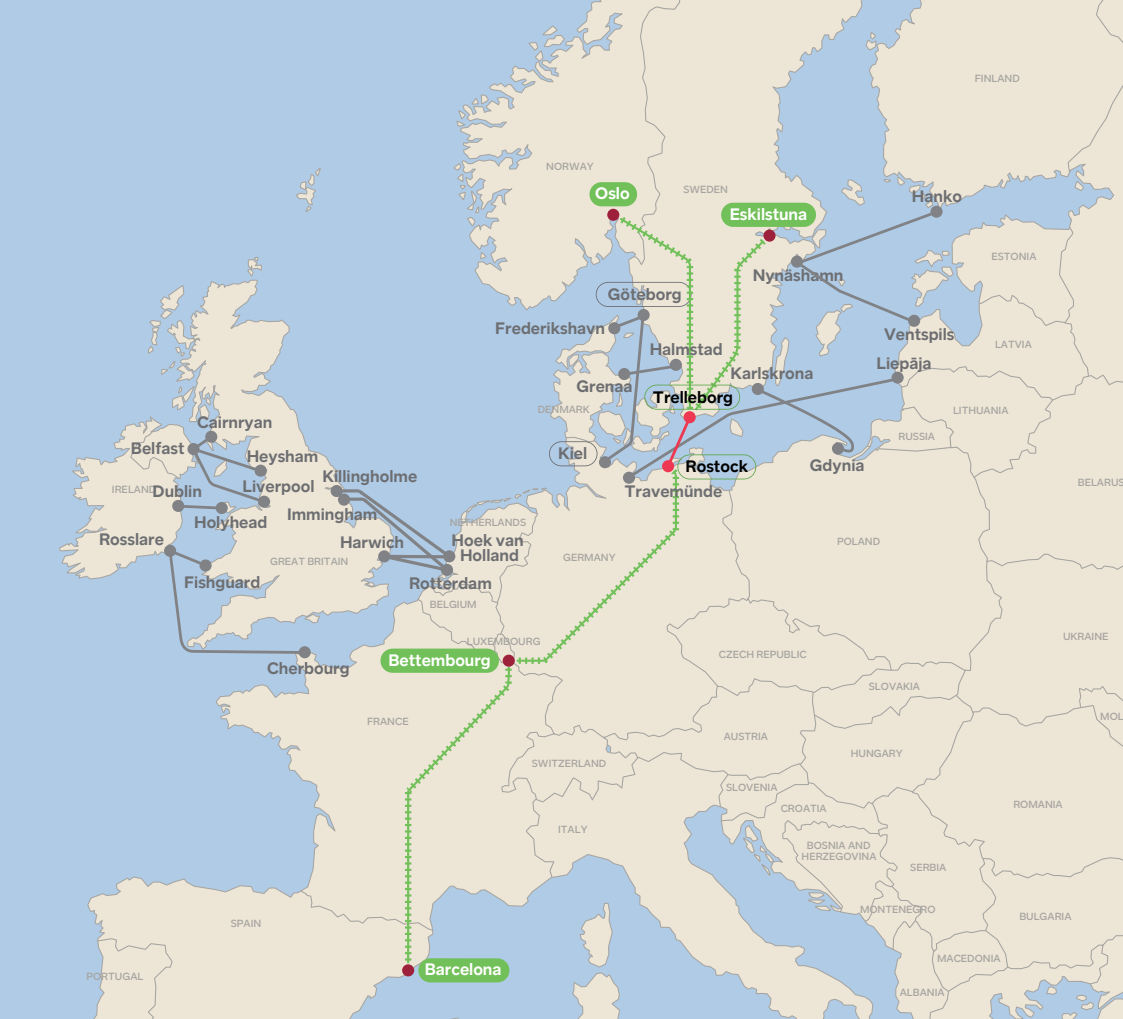 FINLAND
NORWAY
SWEDEN
Oslo
Hanko
Eskilstuna
ESTONIA
Nynäshamn
Göteborg
Frederikshavn
Ventspils
LATVIA
Halmstad
Liepāja
Karlskrona
Grenaa
Trelleborg
DENMARK
LITHUANIA
Cairnryan
RUSSIA
Belfast
Heysham
Kiel
Gdynia
Rostock
Killingholme
BELARUS
IRELAND
Dublin
Liverpool
Travemünde
Immingham
Holyhead
NETHERLANDS
Rosslare
Harwich
Hoek van
Holland
POLAND
GREAT BRITAIN
GERMANY
Fishguard
Rotterdam
BELGIUM
UKRAINE
LUXEMBOURG
CZECH REPUBLIC
Bettembourg
Cherbourg
SLOVAKIA
MOL
FRANCE
AUSTRIA
HUNGARY
SWITZERLAND
SLOVENIA
ROMANIA
CROATIA
ITALY
BOSNIA AND
HERZEGOVINA
SERBIA
MONTENEGRO
BULGARIA
SPAIN
MACEDONIA
Barcelona
PORTUGAL
ALBANIA